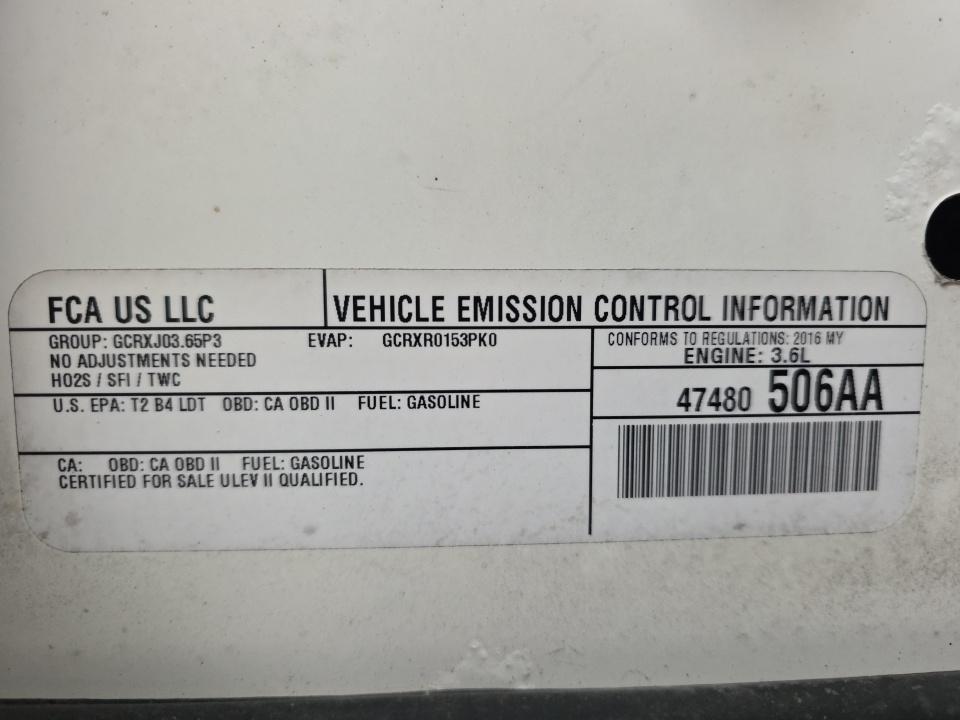 FCA US LLC
VEHICLE EMISSION CONTROL INFORMATION
GROUP: GCRXJ03.65P3 EVAP: GCRXR0153PK0
NO ADJUSTMENTS NEEDED
HO2S / SFI / TWC
CONFORMS TO REGULATIONS: 2016 MY
ENGINE: 3.6L
U.S. EPA: T2 B4 LDT OBD: CA OBD II FUEL: GASOLINE
47480 506AA
CA: OBD: CA OBD II FUEL: GASOLINE
CERTIFIED FOR SALE ULEV II QUALIFIED.